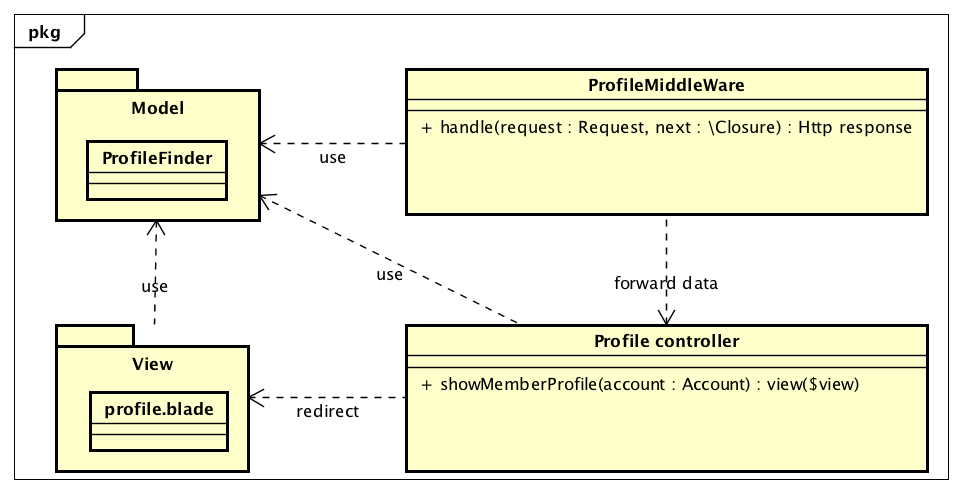 pkg
Model
ProfileFinder
ProfileMiddleWare
+ handle(request : Request, next : \Closure) : Http response
use
use
use
forward data
View
profile.blade
Profile controller
+ showMemberProfile(account : Account) : view($view)
redirect